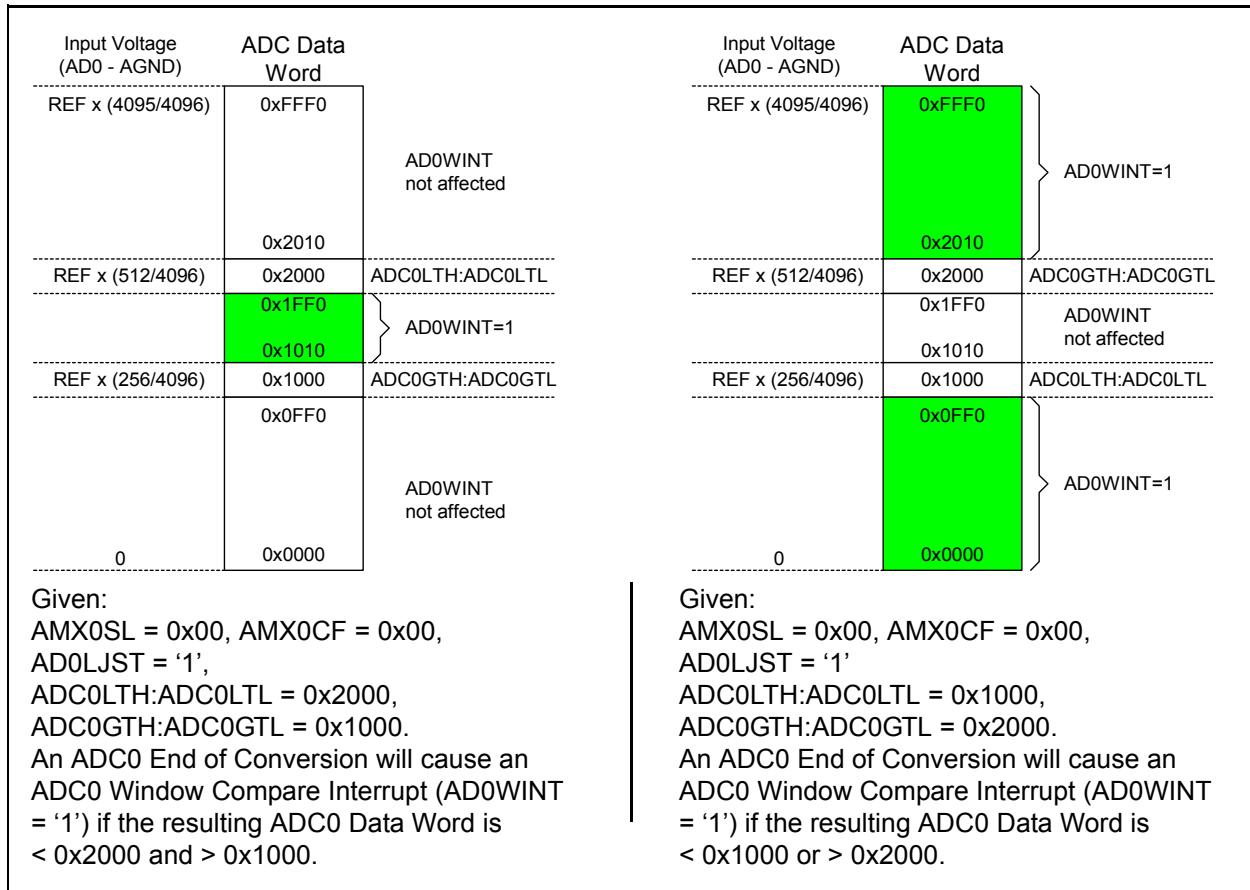 Input Voltage
(AD0 - AGND)
ADC Data
Word
REF x (4095/4096)
0xFFF0
AD0WINT
not affected
0x2010
REF x (512/4096)
0x2000
ADC0LTH:ADC0LTL
0x1FF0
AD0WINT=1
0x1010
REF x (256/4096)
0x1000
ADC0GTH:ADC0GTL
0x0FF0
AD0WINT
not affected
0
0x0000
Given:
AMX0SL = 0x00, AMX0CF = 0x00,
AD0LJST = ‘1’,
ADC0LTH:ADC0LTL = 0x2000,
ADC0GTH:ADC0GTL = 0x1000.
An ADC0 End of Conversion will cause an
ADC0 Window Compare Interrupt (AD0WINT
= ‘1’) if the resulting ADC0 Data Word is
< 0x2000 and > 0x1000.
Input Voltage
(AD0 - AGND)
ADC Data
Word
REF x (4095/4096)
0xFFF0
AD0WINT=1
0x2010
REF x (512/4096)
0x2000
ADC0GTH:ADC0GTL
0x1FF0
AD0WINT
not affected
0x1010
REF x (256/4096)
0x1000
ADC0LTH:ADC0LTL
0x0FF0
AD0WINT=1
0
0x0000
Given:
AMX0SL = 0x00, AMX0CF = 0x00,
AD0LJST = ‘1’
ADC0LTH:ADC0LTL = 0x1000,
ADC0GTH:ADC0GTL = 0x2000.
An ADC0 End of Conversion will cause an
ADC0 Window Compare Interrupt (AD0WINT
= ‘1’) if the resulting ADC0 Data Word is
< 0x1000 or > 0x2000.